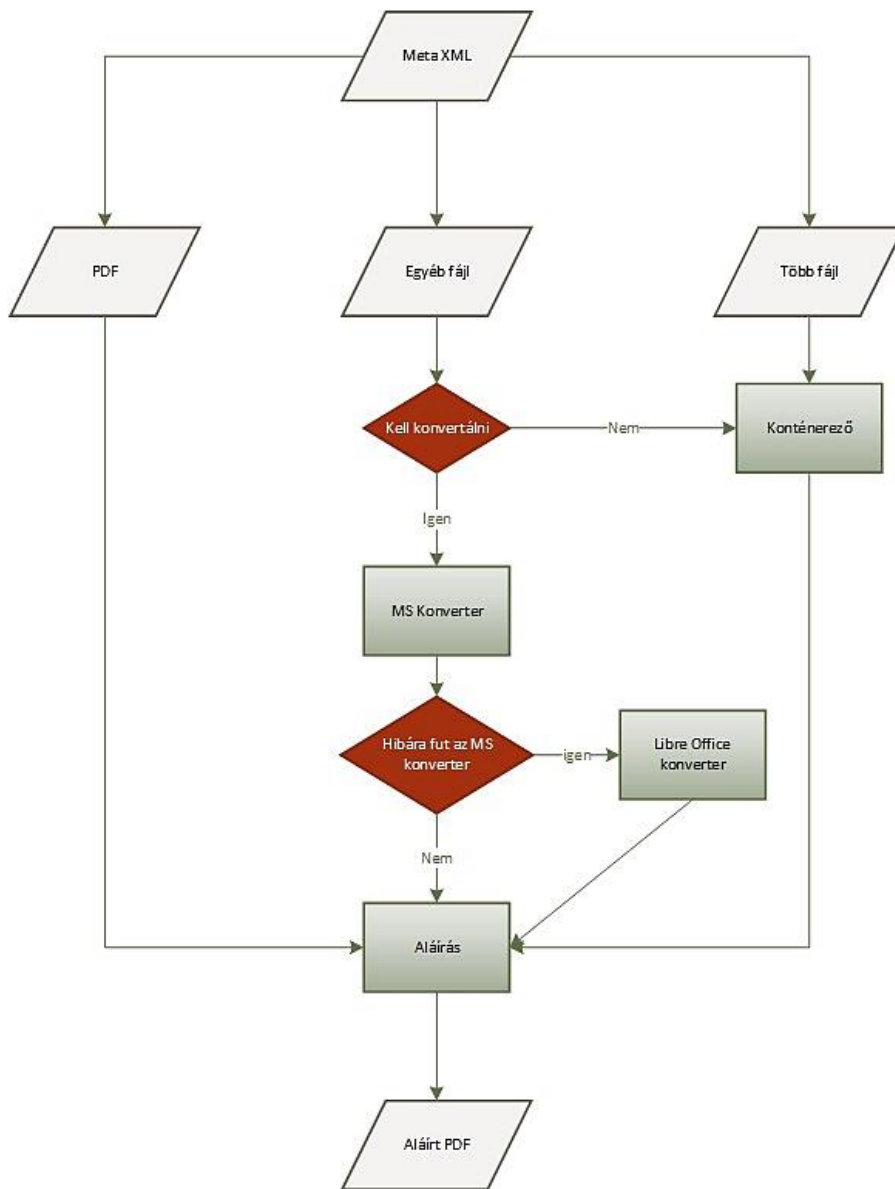 Meta XML
PDF
Egyéb fájl
Több fájl
Kell konvertálni
Nem
Konténerező
Igen
MS Konverter
Hibára fut az MS
konverter
igen
Libre Office
konverter
Nem
Aláírás
Aláírt PDF